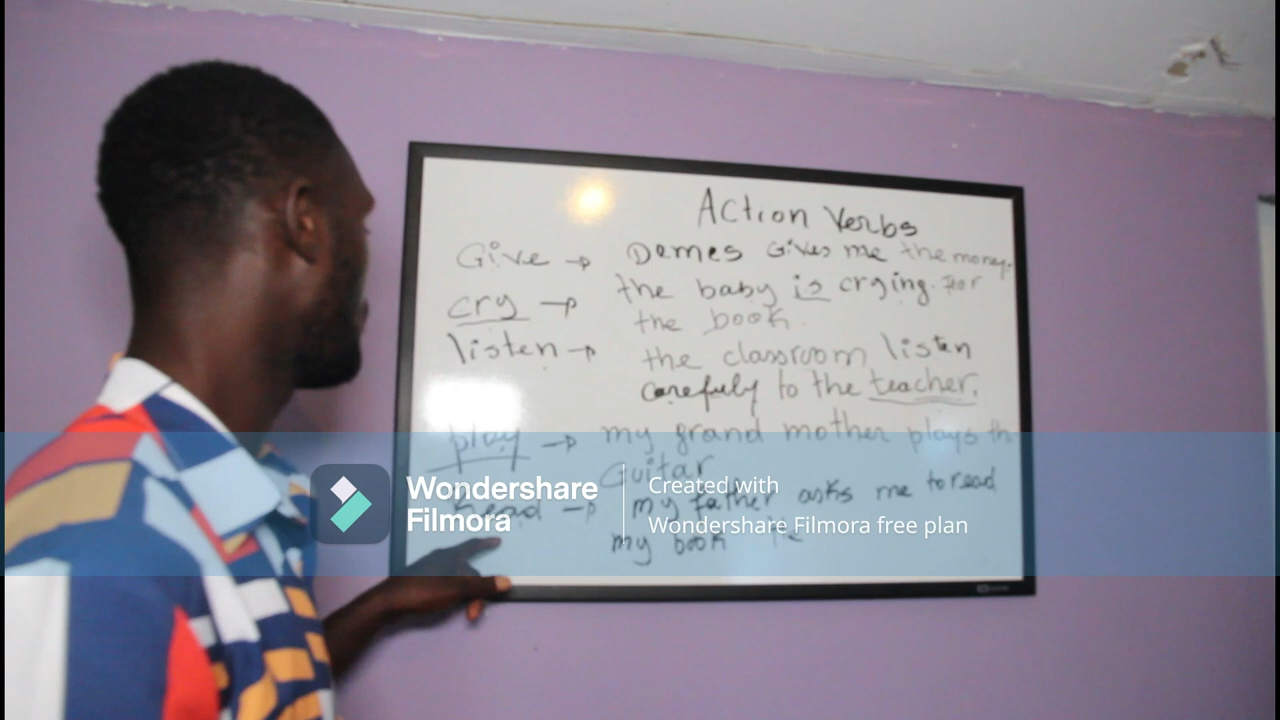 Action Verbs
Give → Demes Gives me the money.
cry → the baby is crying. For
the book
listen → the classroom listen
carefuly to the teacher.
play → my grand mother plays th
Guitar
Read → my father asks me to read
my book
Wondershare
Filmora
Created with
Wondershare Filmora free plan